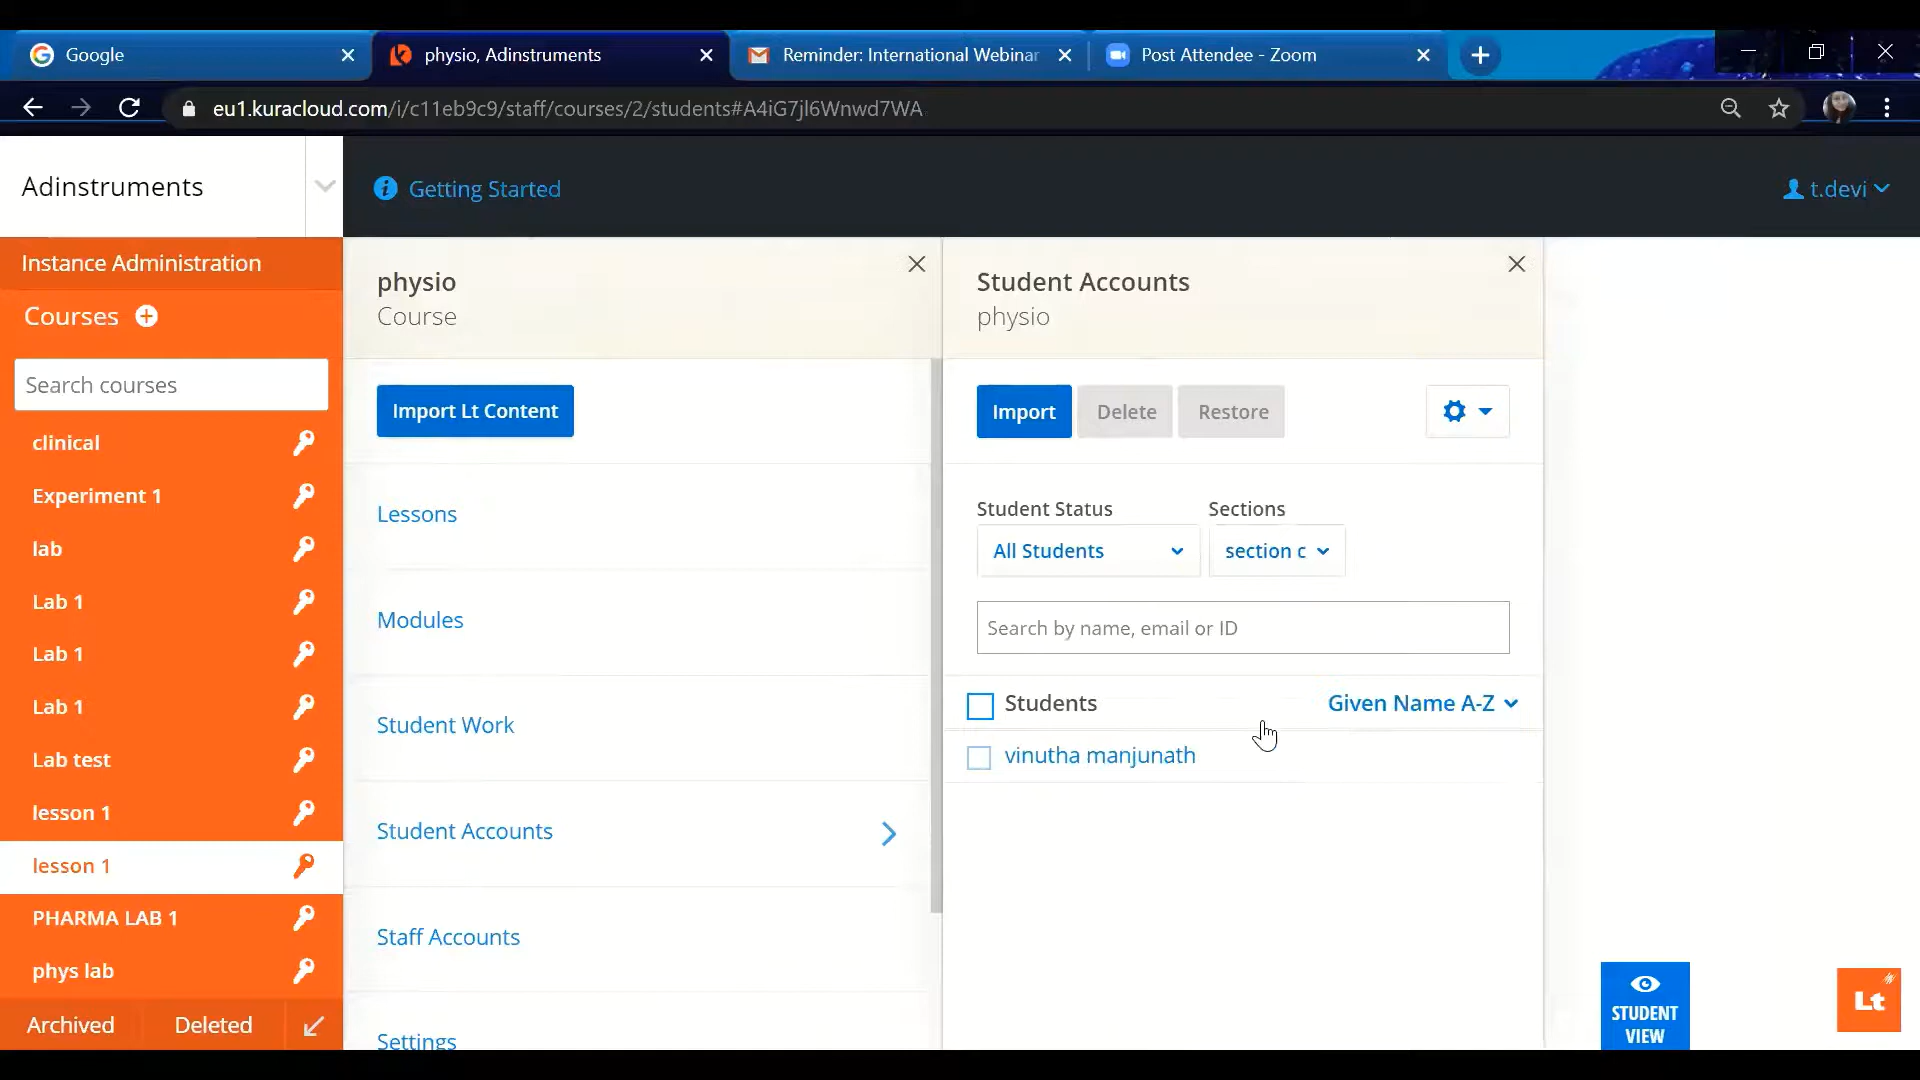 Google
physio, Adinstruments
Reminder: International Webinar
Post Attendee - Zoom
eu1.kuracloud.com/i/c11eb9c9/staff/courses/2/students#A4iG7jl6Wnwd7WA
Adinstruments
Getting Started
t.devi
Instance Administration
Courses
Search courses
clinical
Experiment 1
lab
Lab 1
Lab 1
Lab 1
Lab test
lesson 1
lesson 1
PHARMA LAB 1
phys lab
Archived
Deleted
physio
Course
Import Lt Content
Lessons
Modules
Student Work
Student Accounts
Staff Accounts
Settings
Student Accounts
physio
Import
Delete
Restore
Student Status
Sections
All Students
section c
Search by name, email or ID
Students
Given Name A-Z
vinutha manjunath
STUDENT
VIEW
Lt